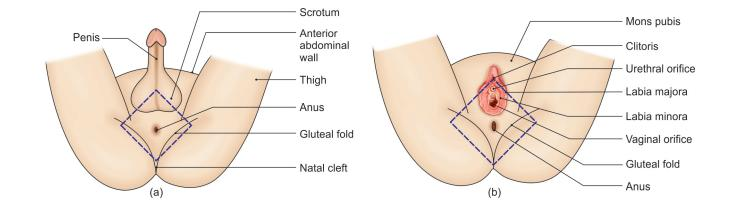 Penis
Scrotum
Anterior
abdominal
wall
Thigh
Anus
Gluteal fold
Natal cleft
(a)
Mons pubis
Clitoris
Urethral orifice
Labia majora
Labia minora
Vaginal orifice
Gluteal fold
Anus
(b)